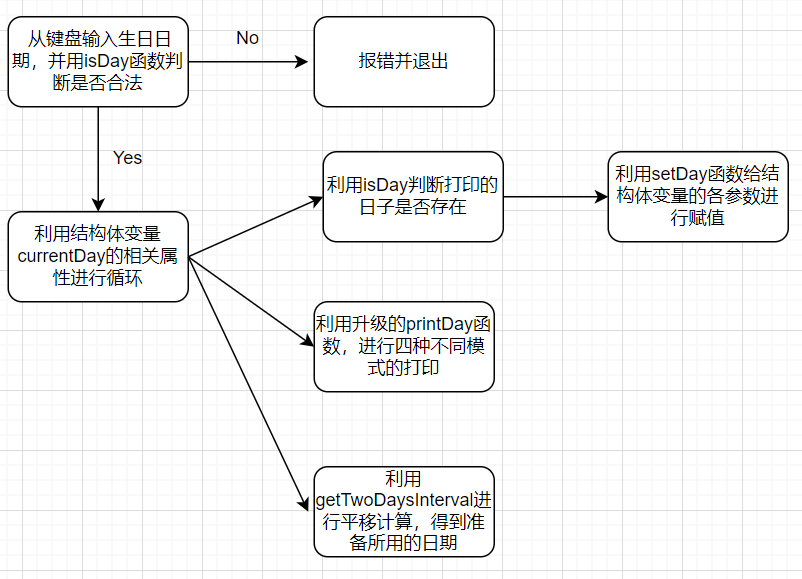 从键盘输入生日日
期，并用isDay函数判
断是否合法
No
报错并退出
Yes
利用isDay判断打印的
日子是否存在
利用setDay函数给结
构体变量的各参数进
行赋值
利用结构体变量
currentDay的相关属
性进行循环
利用升级的printDay函
数，进行四种不同模
式的打印
利用
getTwoDaysInterval进
行平移计算，得到准
备所用的日期